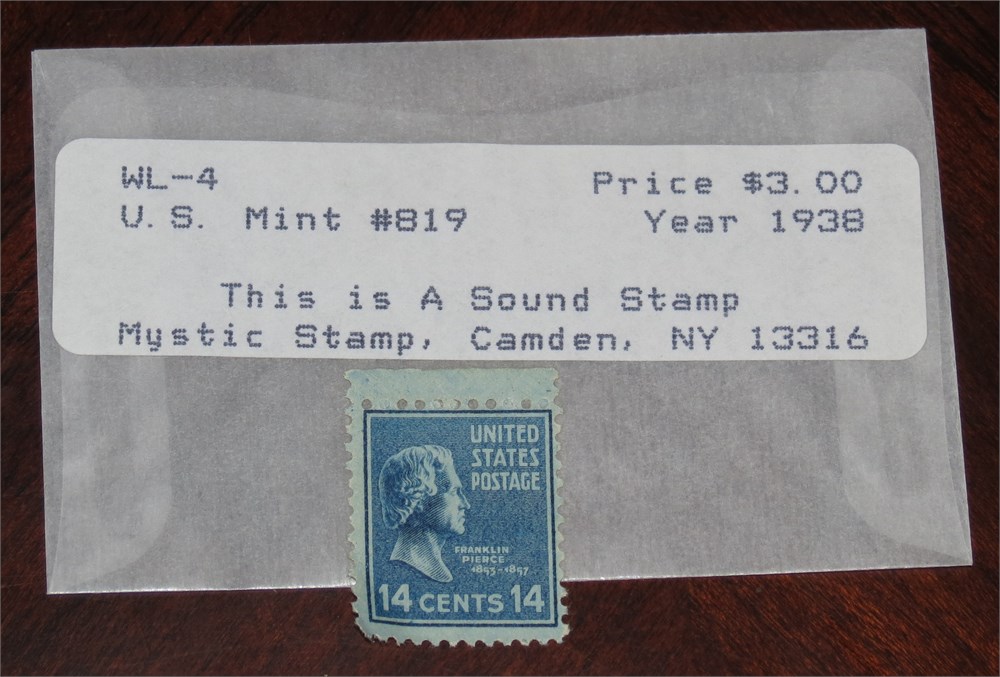 WL-4
Price $3.00
U.S. Mint #819
Year 1938
This is A Sound Stamp
Mystic Stamp, Camden, NY 13316
UNITED
STATES
POSTAGE
FRANKLIN
PIERCE
1853-1857
14 CENTS 14